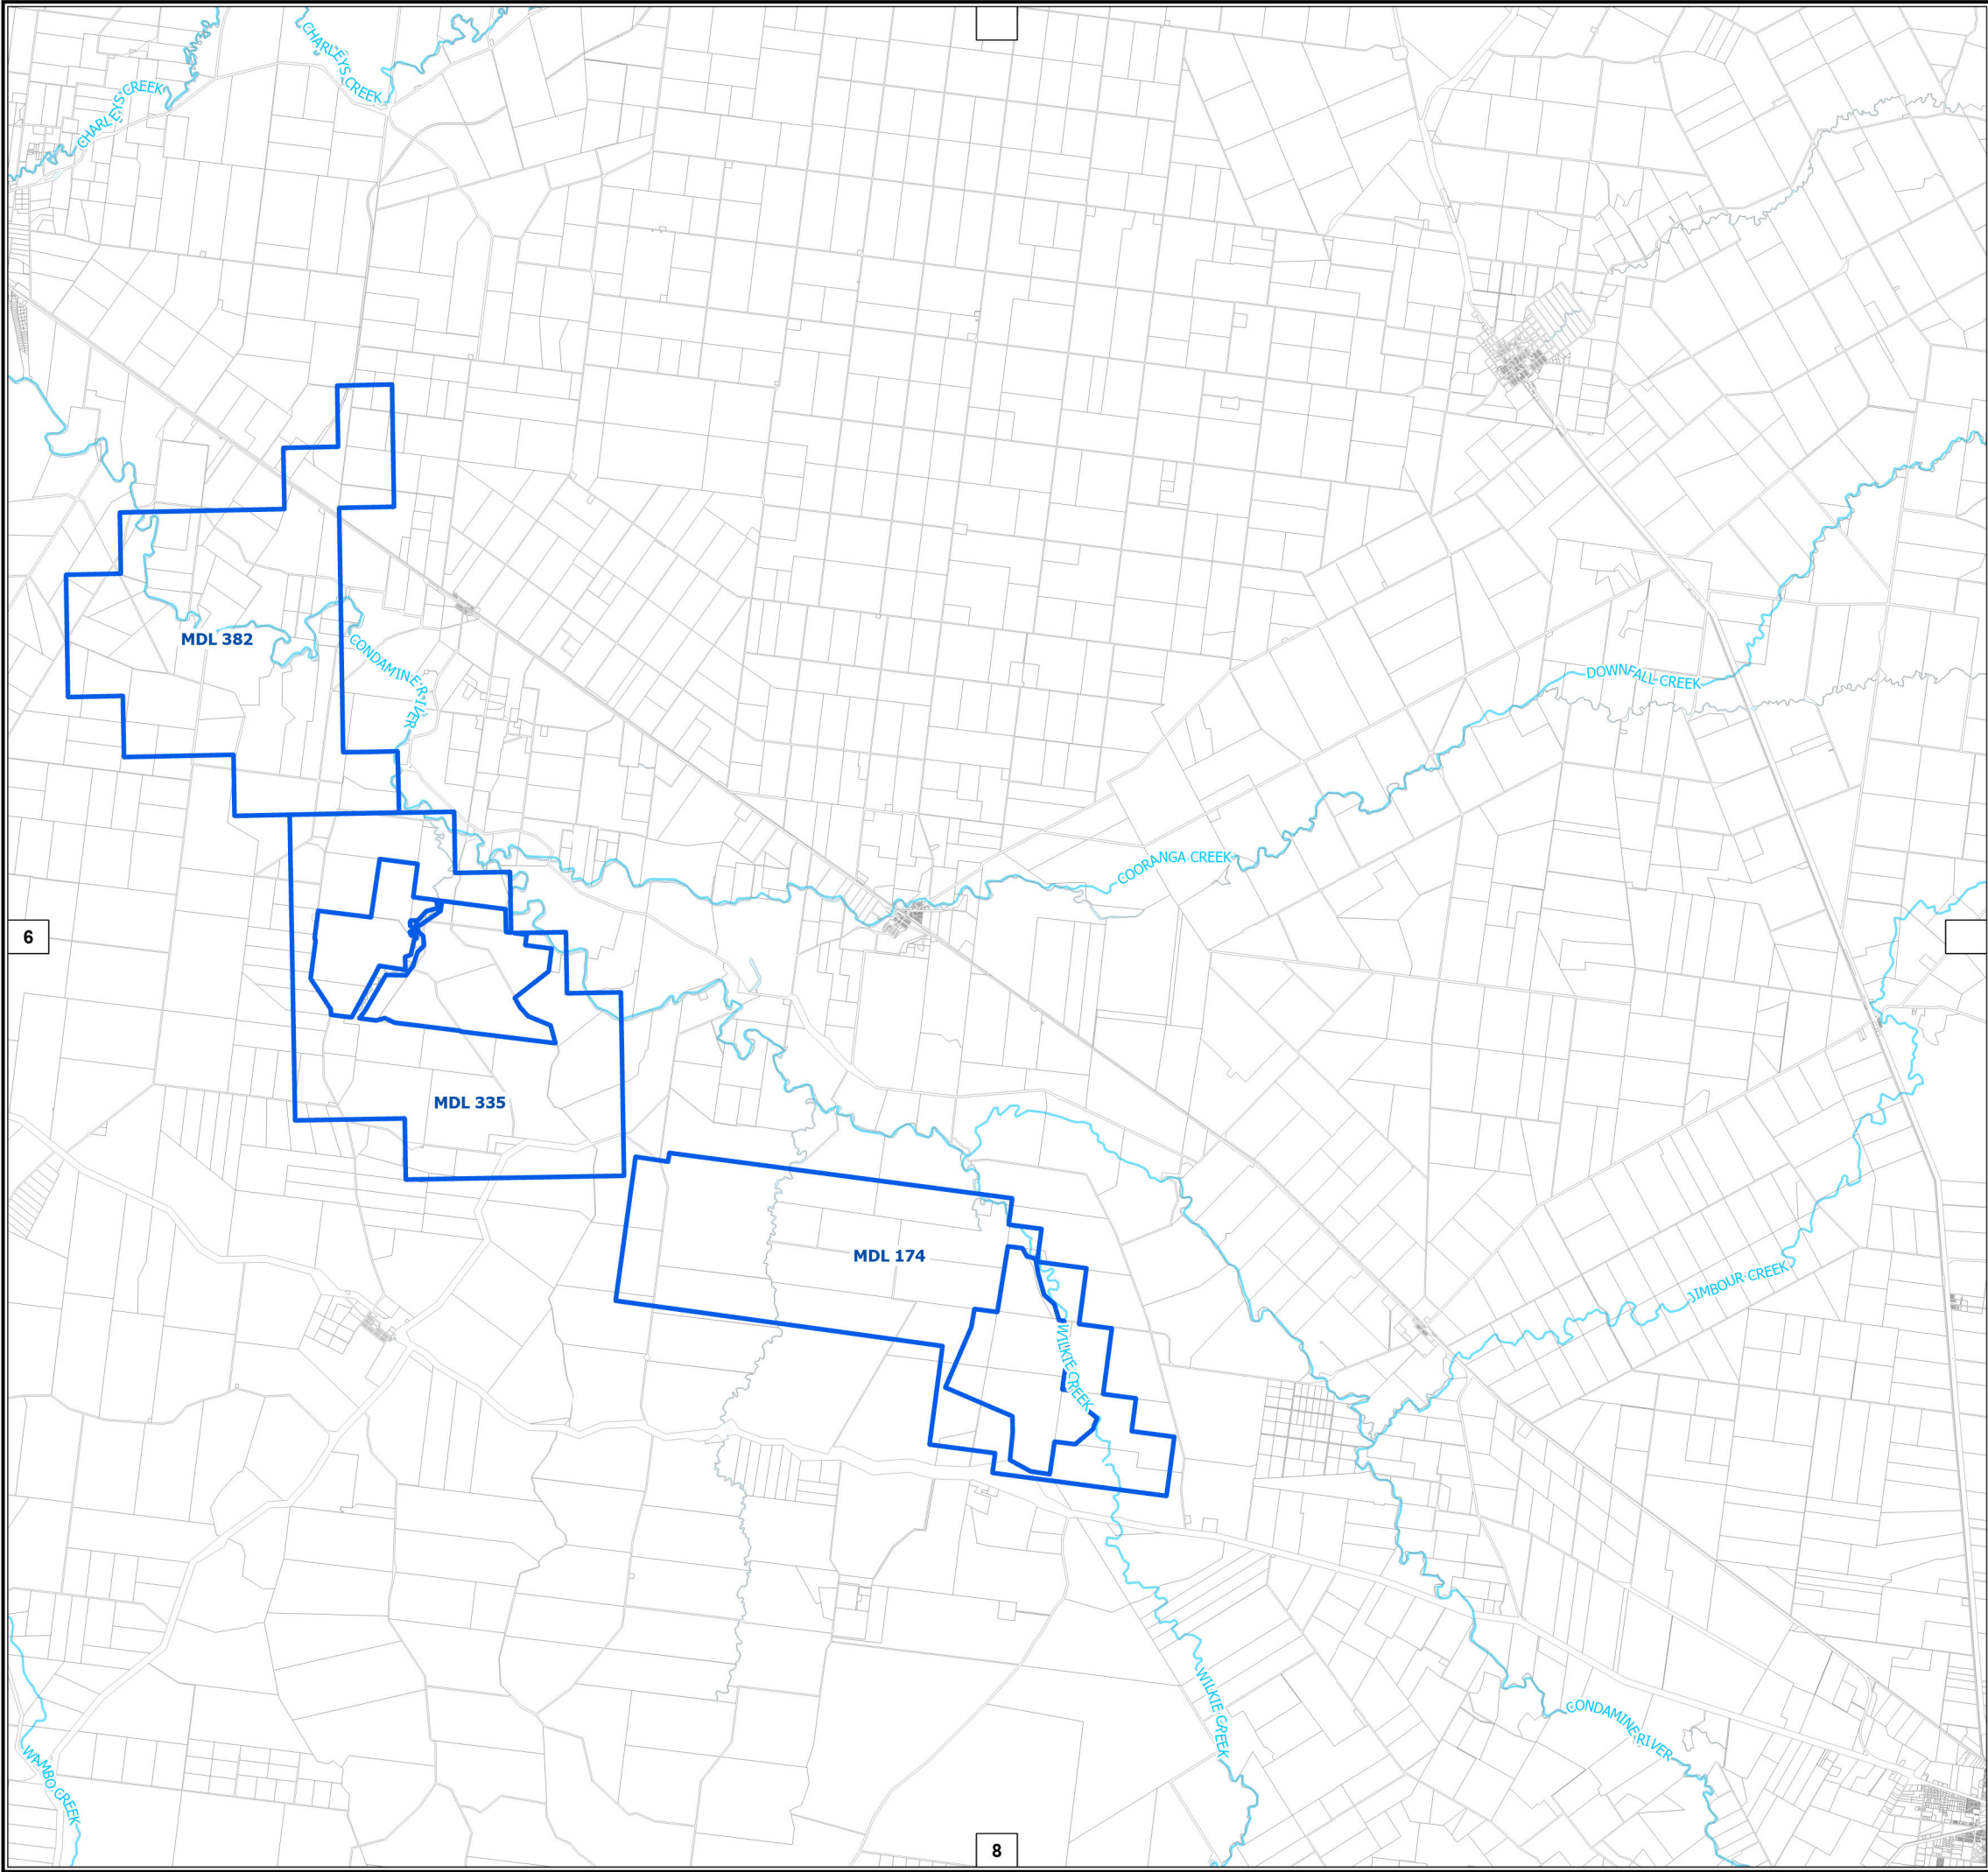 CHARLEYS CREEK
CHARLEYS CREEK
MDL 382
CONDAMINE RIVER
DOWNFALL CREEK
COORANGA CREEK
6
MDL 335
MDL 174
JIMBOUR CREEK
WILKIE CREEK
WILKIE CREEK
CONDAMINE RIVER
WAMBO CREEK
8